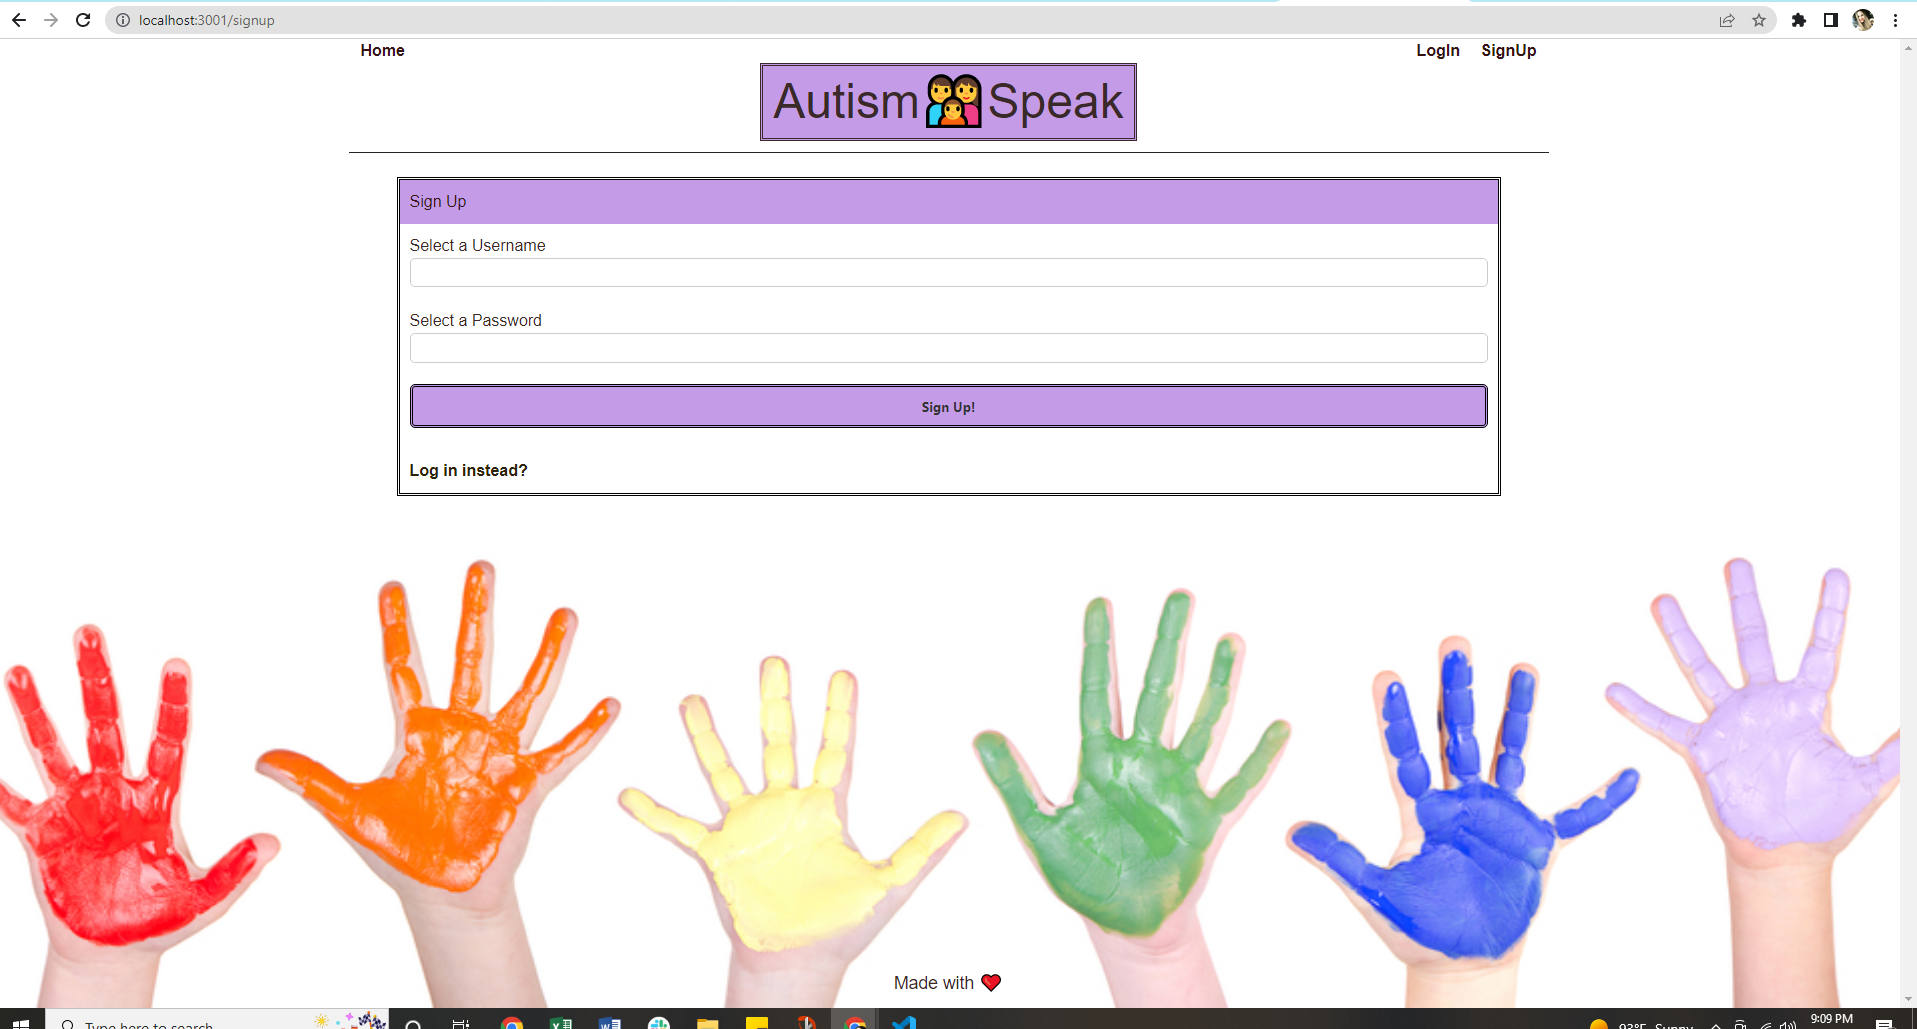 localhost:3001/signup
Home LogIn SignUp
Autism Speak
Sign Up
Select a Username
Select a Password
Sign Up!
Log in instead?
Made with
Type here to search
93°F Sunny
9:09 PM